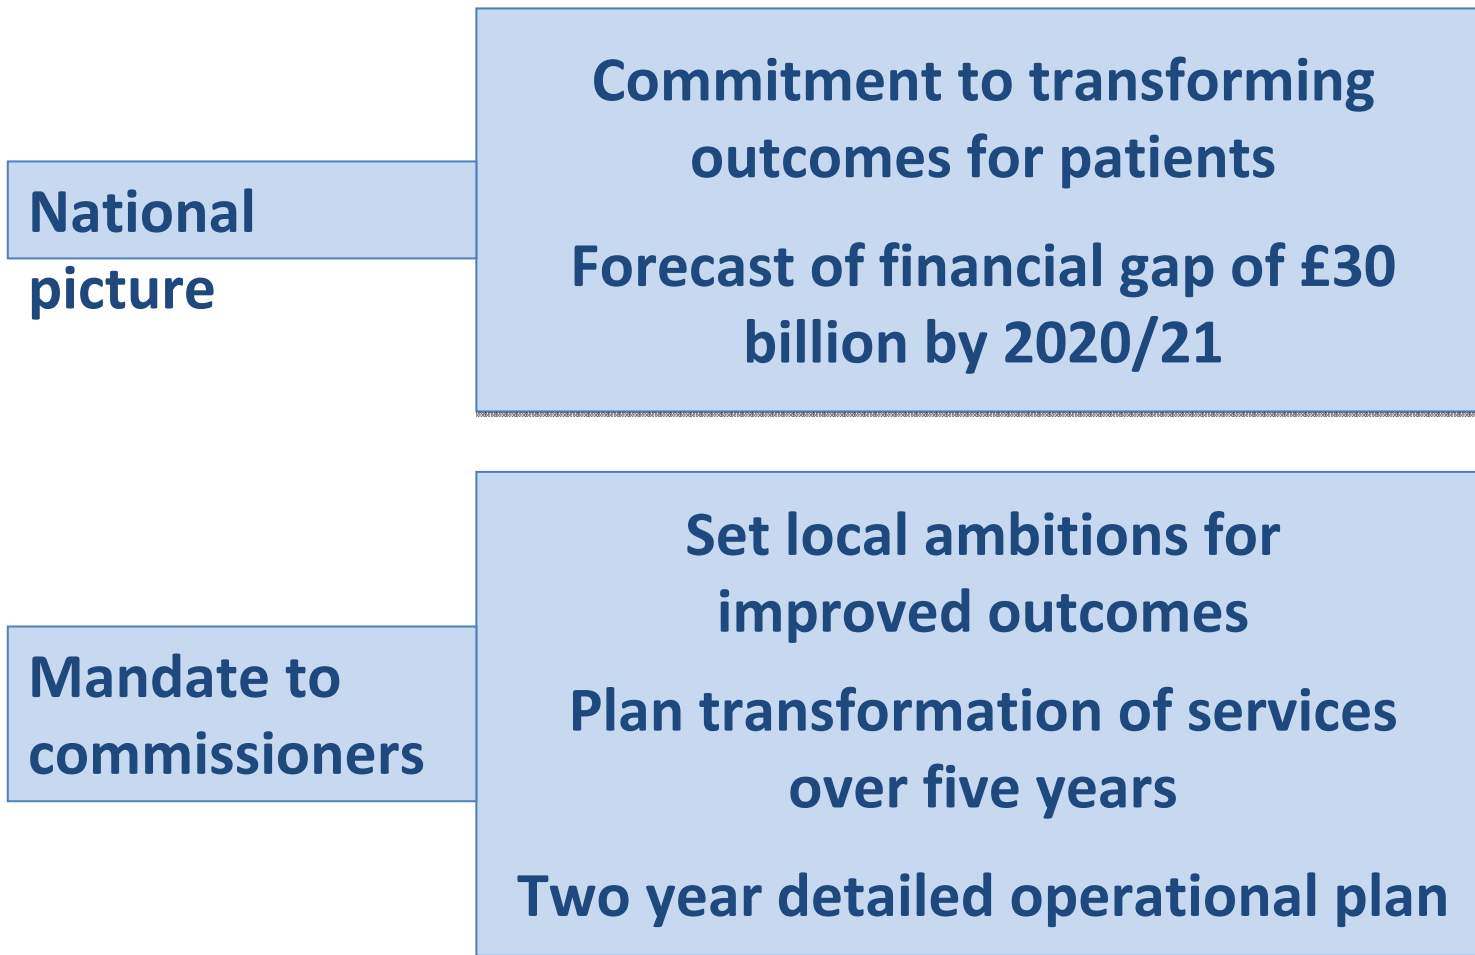 National
picture
Commitment to transforming
outcomes for patients
Forecast of financial gap of £30
billion by 2020/21
Mandate to
commissioners
Set local ambitions for
improved outcomes
Plan transformation of services
over five years
Two year detailed operational plan